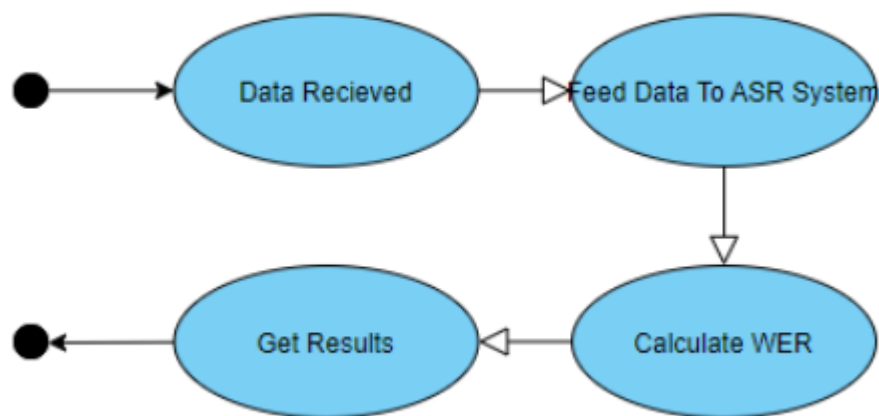 Data Recieved
Feed Data To ASR System
Get Results
Calculate WER